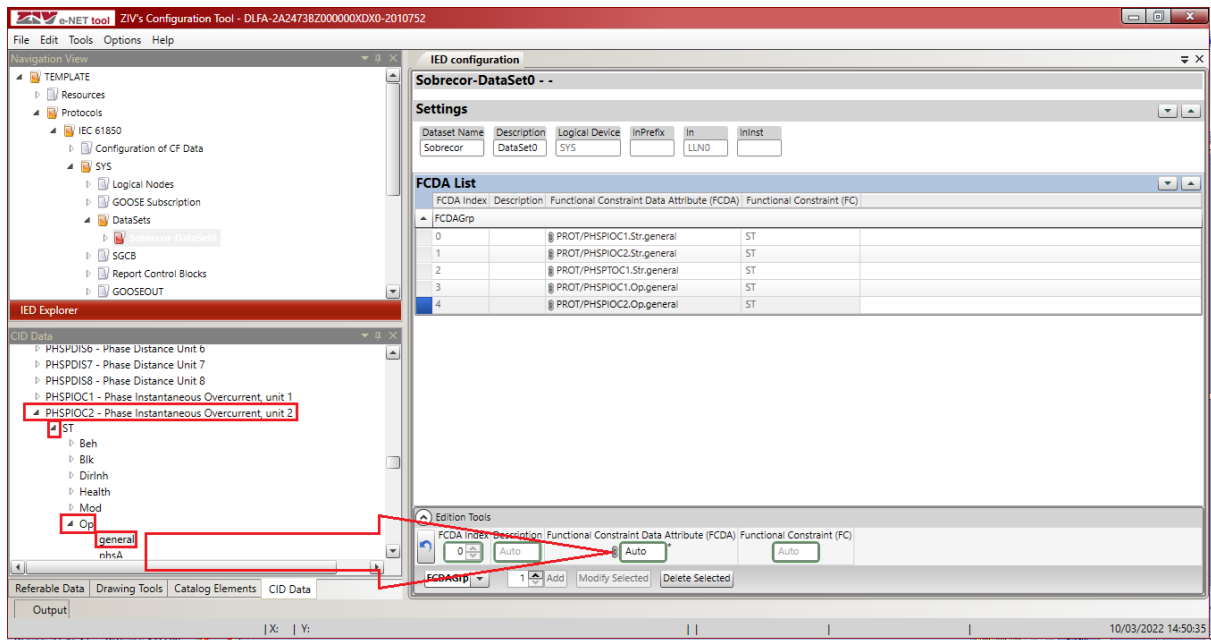 ZIV e-NET tool ZIV's Configuration Tool - DLFA-2A2473BZ000000XDX0-2010752
File Edit Tools Options Help
Navigation View
TEMPLATE
Resources
Protocols
IEC 61850
Configuration of CF Data
SYS
Logical Nodes
GOOSE Subscription
DataSets
Sobrecor-DataSet0
SGCB
Report Control Blocks
GOOSEOUT
IED Explorer
CID Data
PHSPDIS6 - Phase Distance Unit 6
PHSPDIS7 - Phase Distance Unit 7
PHSPDIS8 - Phase Distance Unit 8
PHSPIOC1 - Phase Instantaneous Overcurrent, unit 1
PHSPIOC2 - Phase Instantaneous Overcurrent, unit 2
ST
Beh
Blk
DirInh
Health
Mod
Op
general
phsA
Referable Data Drawing Tools Catalog Elements CID Data
Output
IED configuration
Sobrecor-DataSet0 - -
Settings
Dataset Name Description Logical Device lnPrefix ln lnInst
Sobrecor DataSet0 SYS LLN0
FCDA List
FCDA Index Description Functional Constraint Data Attribute (FCDA) Functional Constraint (FC)
FCDAGrp
0 PROT/PHSPIOC1.Str.general ST
1 PROT/PHSPIOC2.Str.general ST
2 PROT/PHSPTOC1.Str.general ST
3 PROT/PHSPIOC1.Op.general ST
4 PROT/PHSPIOC2.Op.general ST
Edition Tools
FCDA Index Description Functional Constraint Data Attribute (FCDA) Functional Constraint (FC)
0 Auto Auto * Auto
FCDAGrp 1 Add Modify Selected Delete Selected
| X: | Y: | | | | 10/03/2022 14:50:35